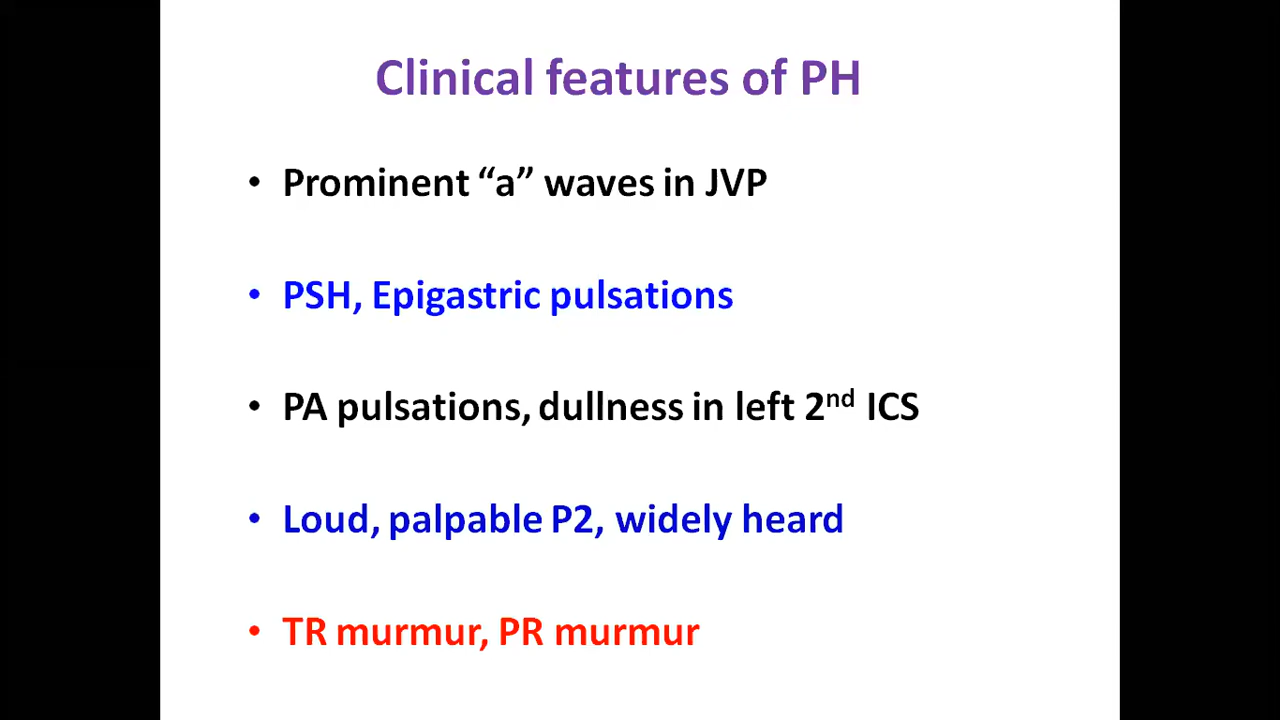 Clinical features of PH
• Prominent “a” waves in JVP
• PSH, Epigastric pulsations
• PA pulsations, dullness in left 2nd ICS
• Loud, palpable P2, widely heard
• TR murmur, PR murmur